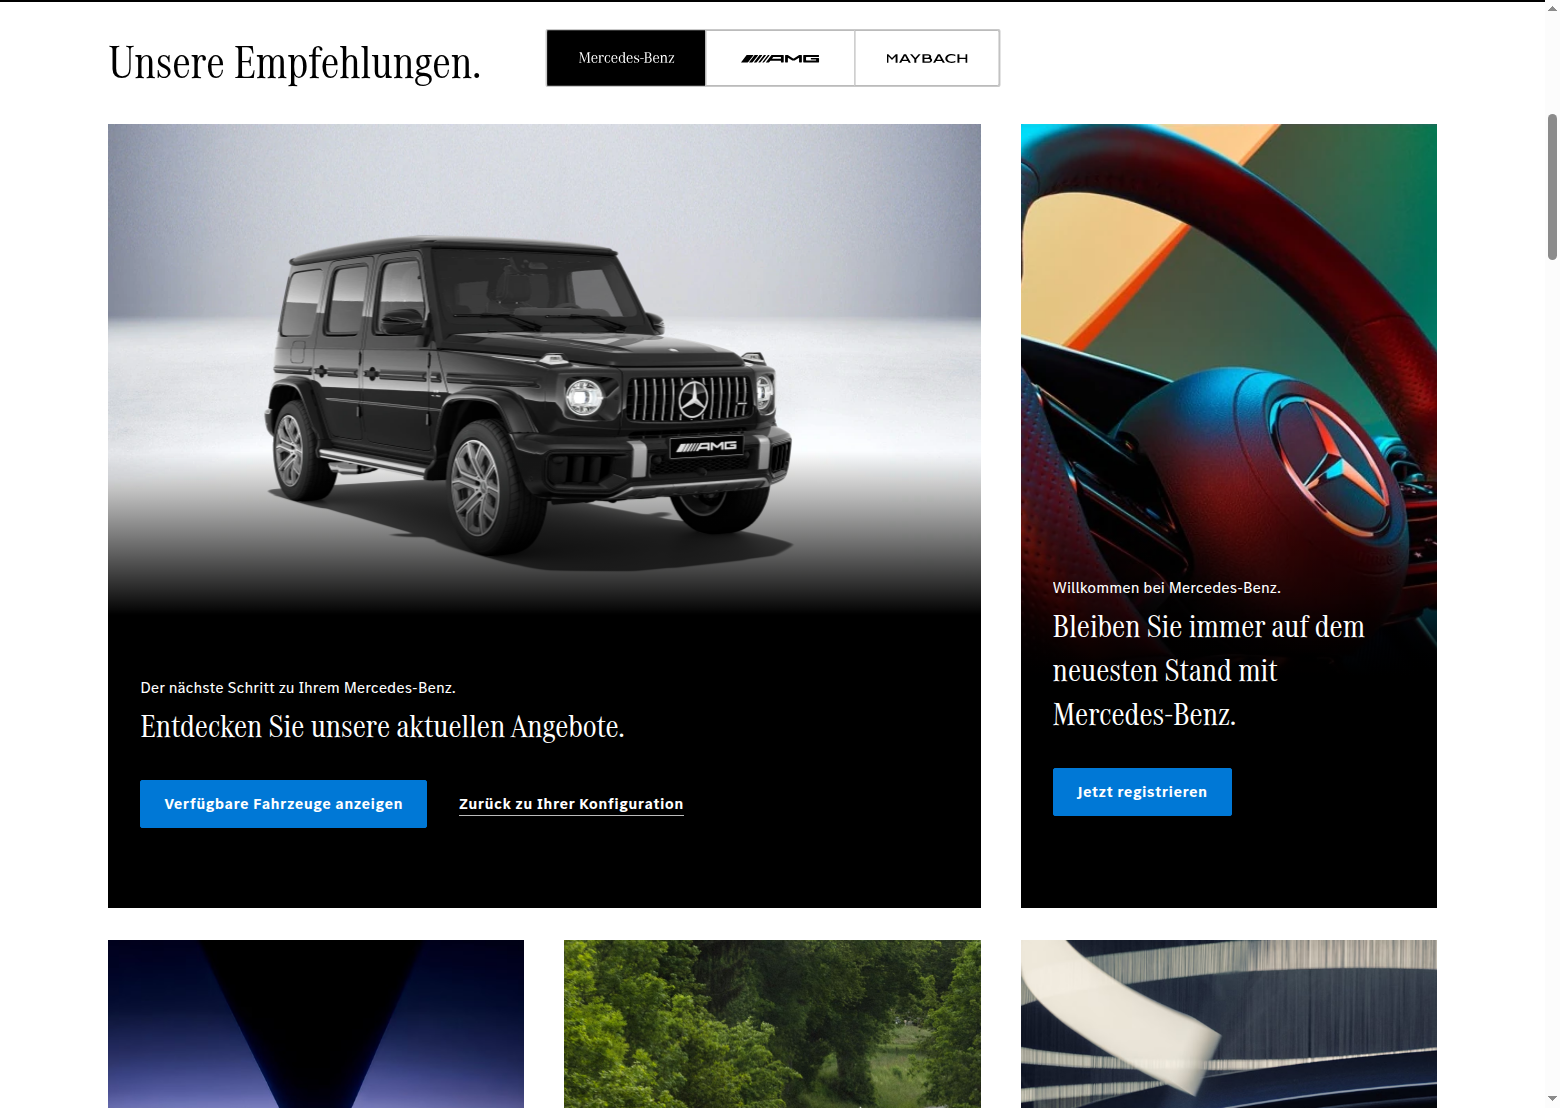 Unsere Empfehlungen.
Mercedes-Benz
AMG
MAYBACH
AMG
Der nächste Schritt zu Ihrem Mercedes-Benz.
Entdecken Sie unsere aktuellen Angebote.
Verfügbare Fahrzeuge anzeigen
Zurück zu Ihrer Konfiguration
Willkommen bei Mercedes-Benz.
Bleiben Sie immer auf dem
neuesten Stand mit
Mercedes-Benz.
Jetzt registrieren